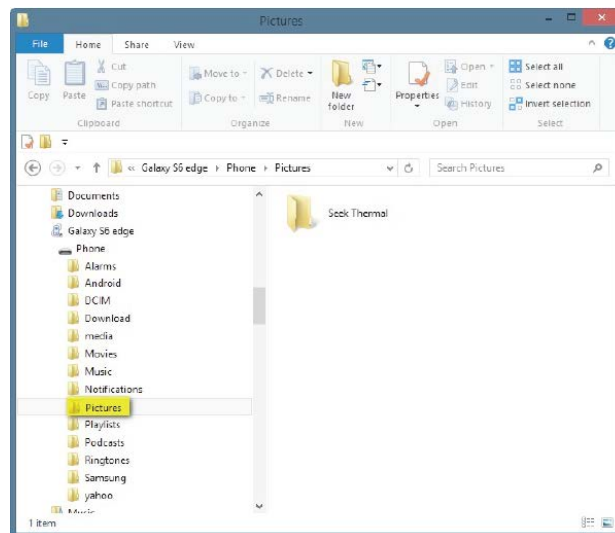 Pictures
File Home Share View
Copy
Paste
Cut
Copy path
Paste shortcut
Clipboard
Move to
Copy to
Delete
Rename
Organize
New folder
New
Properties
Open
Edit
History
Open
Select all
Select none
Invert selection
Select
« Galaxy S6 edge Phone Pictures
Search Pictures
Documents
Downloads
Galaxy S6 edge
Phone
Alarms
Android
DCIM
Download
media
Movies
Music
Notifications
Pictures
Playlists
Podcasts
Ringtones
Samsung
yahoo
Music
Seek Thermal
1 item